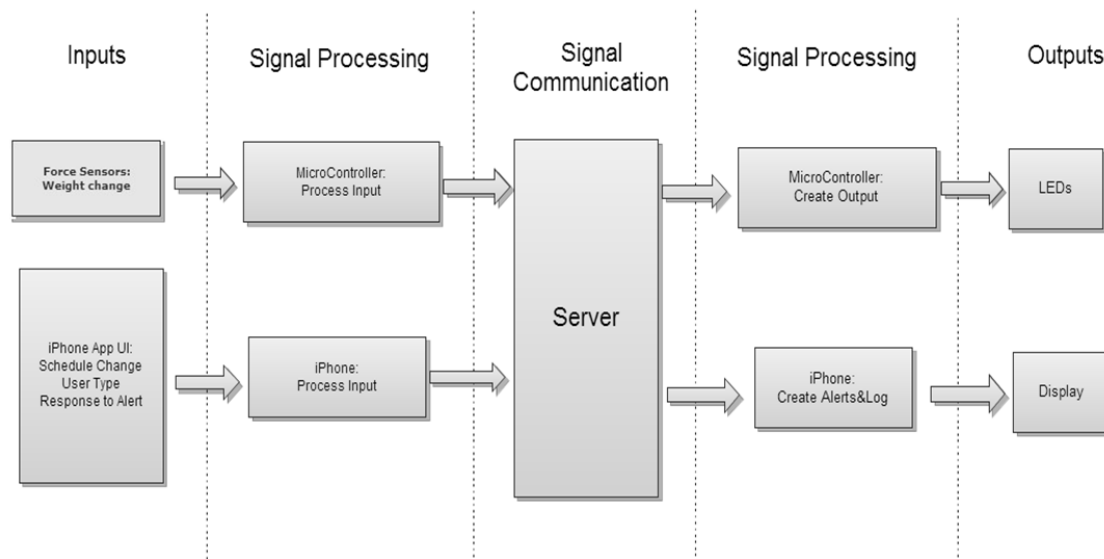 Inputs
Signal Processing
Signal
Communication
Signal Processing
Outputs
Force Sensors:
Weight change
MicroController:
Process Input
Server
MicroController:
Create Output
LEDs
iPhone App UI:
Schedule Change
User Type
Response to Alert
iPhone:
Process Input
iPhone:
Create Alerts&Log
Display